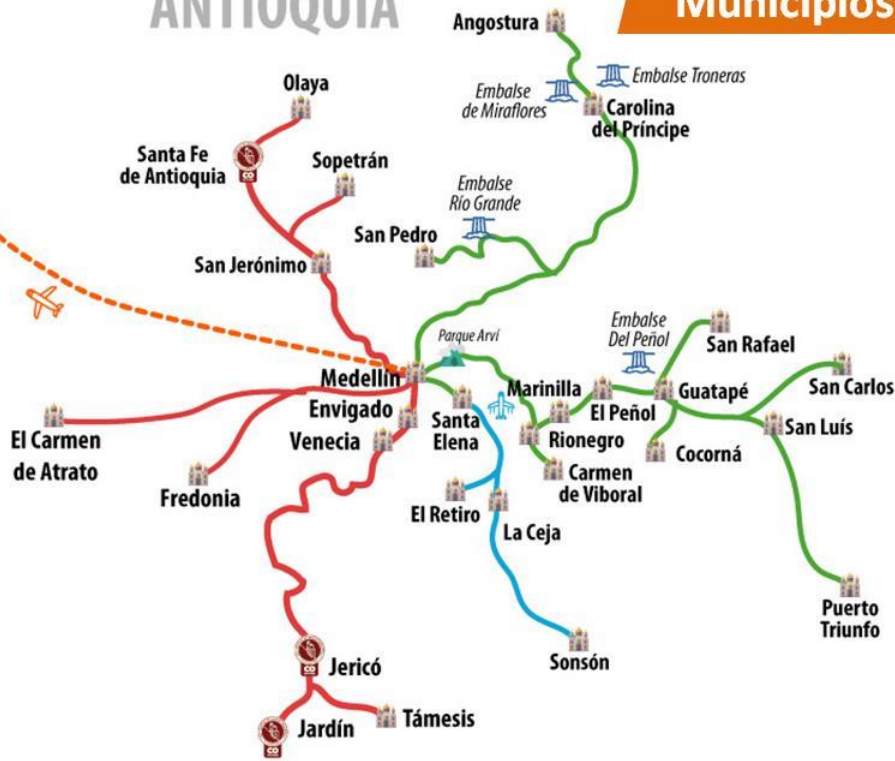 ANTIOQUIA
Municipios
Angostura
Embalse Troneras
Embalse
de Miraflores
Carolina
del Príncipe
Olaya
Santa Fe
de Antioquia
Sopetrán
Embalse
Río Grande
San Pedro
San Jerónimo
Parque Arví
Embalse
Del Peñol
San Rafael
Medellín
Marinilla
San Carlos
Envigado
El Peñol
Guatapé
El Carmen
de Atrato
Venecia
Santa
Elena
Rionegro
San Luís
Cocorná
Fredonia
Carmen
de Viboral
El Retiro
La Ceja
Puerto
Triunfo
Sonsón
Jericó
Jardín
Támesis